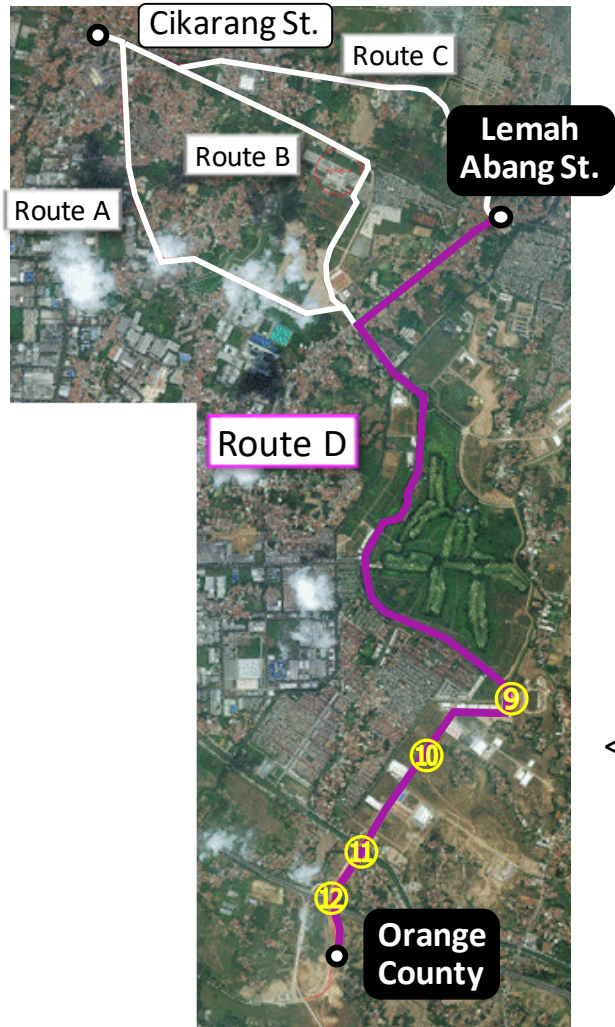 Cikarang St.
Route C
Lemah
Abang St.
Route B
Route A
Route D
9
10
11
<
12
Orange
County